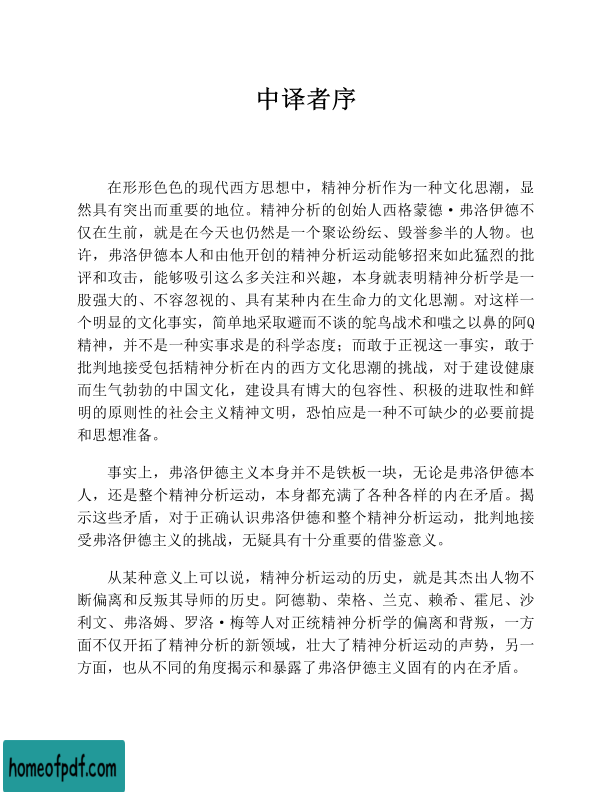 中译者序
在形形色色的现代西方思想中，精神分析作为一种文化思潮，显
然具有突出而重要的地位。精神分析的创始人西格蒙德·弗洛伊德不
仅在生前，就是在今天也仍然是一个聚讼纷纭、毁誉参半的人物。也
许，弗洛伊德本人和由他开创的精神分析运动能够招来如此猛烈的批
评和攻击，能够吸引这么多关注和兴趣，本身就表明精神分析学是一
股强大的、不容忽视的、具有某种内在生命力的文化思潮。对这样一
个明显的文化事实，简单地采取避而不谈的鸵鸟战术和嗤之以鼻的阿Q
精神，并不是一种实事求是的科学态度；而敢于正视这一事实，敢于
批判地接受包括精神分析在内的西方文化思潮的挑战，对于建设健康
而生气勃勃的中国文化，建设具有博大的包容性、积极的进取性和鲜
明的原则性的社会主义精神文明，恐怕应是一种不可缺少的必要前提
和思想准备。
事实上，弗洛伊德主义本身并不是铁板一块，无论是弗洛伊德本
人，还是整个精神分析运动，本身都充满了各种各样的内在矛盾。揭
示这些矛盾，对于正确认识弗洛伊德和整个精神分析运动，批判地接
受弗洛伊德主义的挑战，无疑具有十分重要的借鉴意义。
从某种意义上可以说，精神分析运动的历史，就是其杰出人物不
断偏离和反叛其导师的历史。阿德勒、荣格、兰克、赖希、霍尼、沙
利文、弗洛姆、罗洛·梅等人对正统精神分析学的偏离和背叛，一方
面不仅开拓了精神分析的新领域，壮大了精神分析运动的声势，另一
方面，也从不同的角度揭示和暴露了弗洛伊德主义固有的内在矛盾。
homeofpdf.com